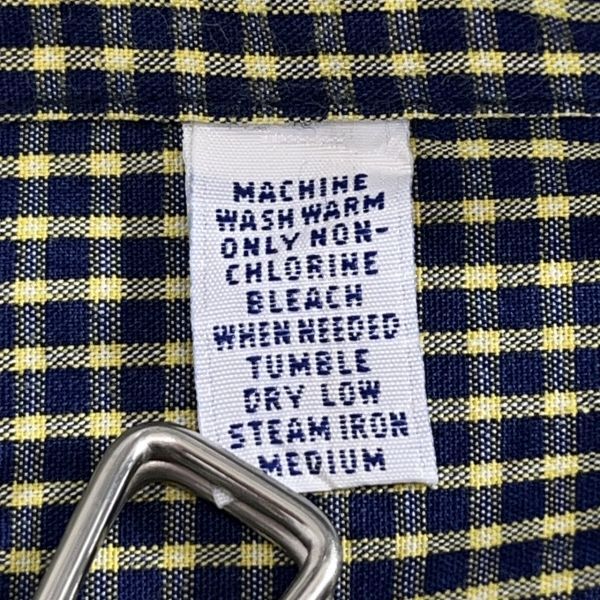 MACHINE
WASH WARM
ONLY NON-
CHLORINE
BLEACH
WHEN NEEDED
TUMBLE
DRY LOW
STEAM IRON
MEDIUM